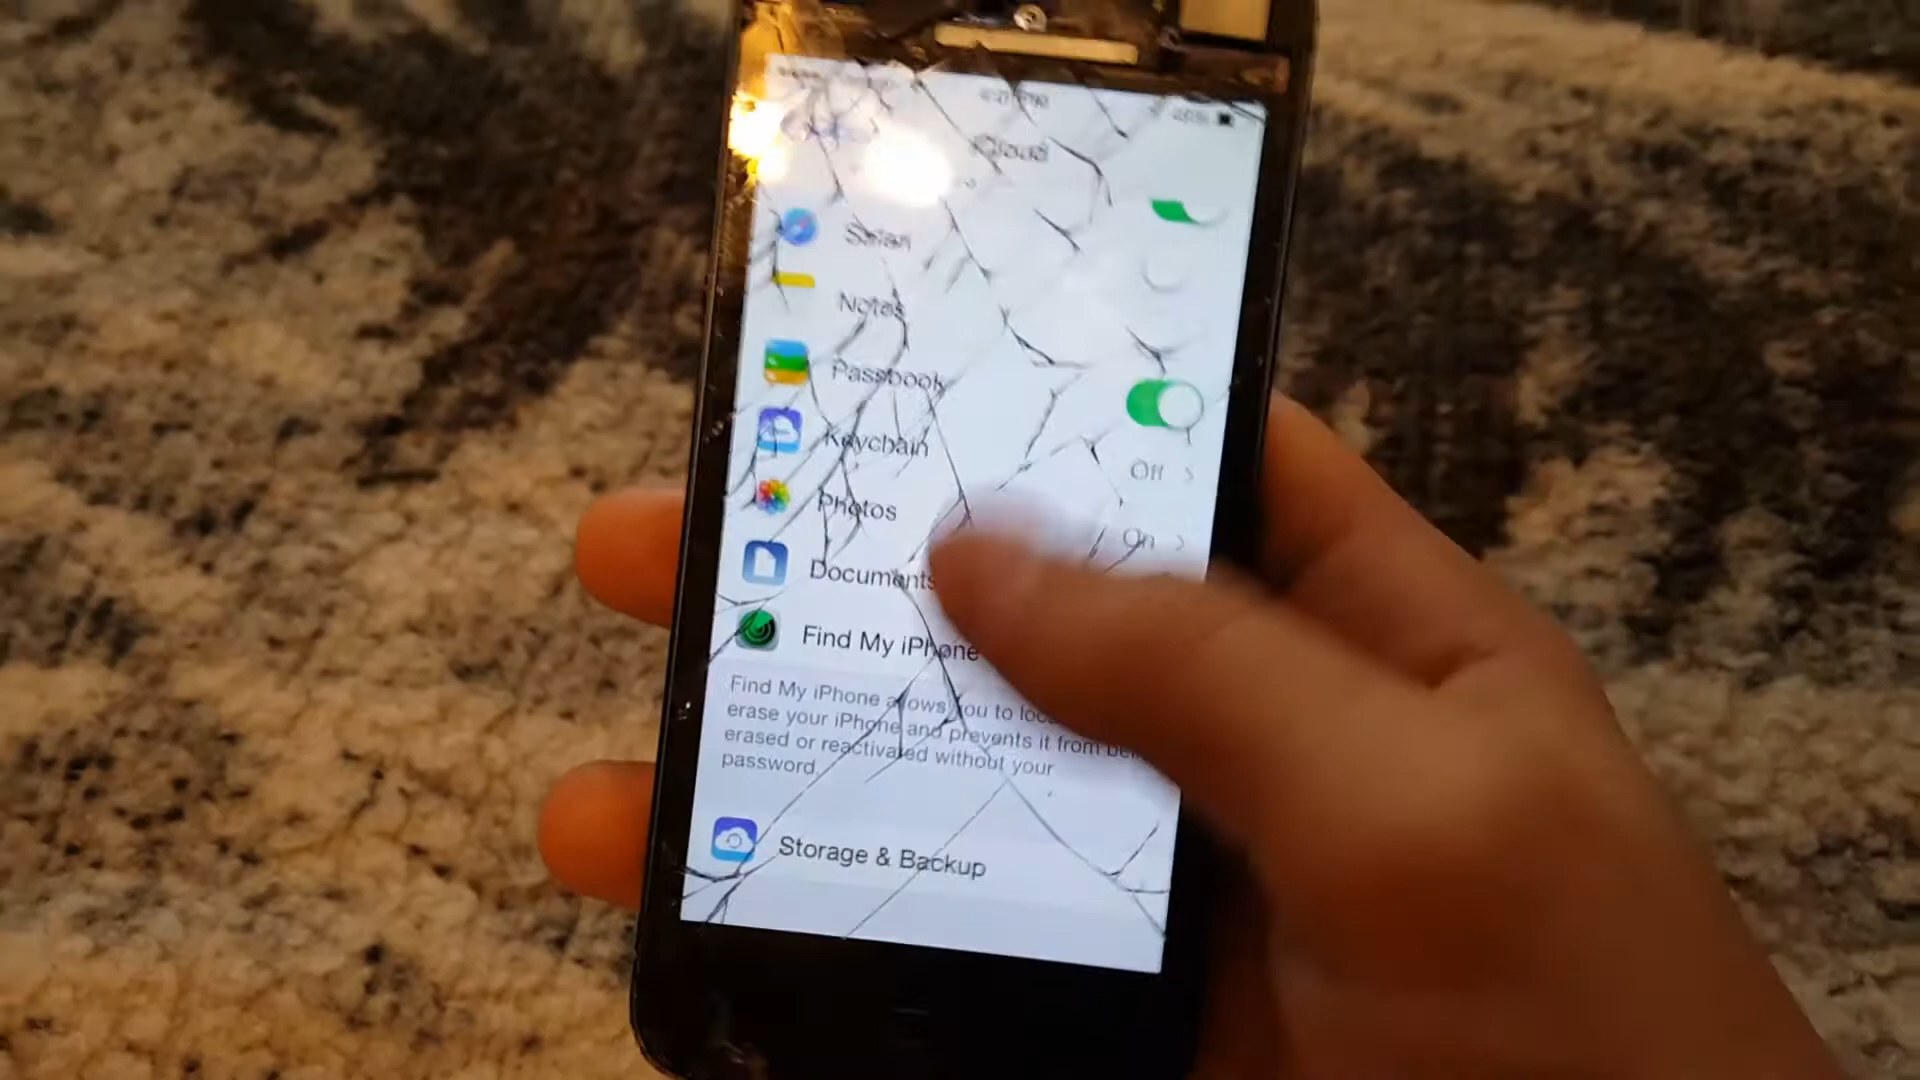 iCloud
Safari
Notes
Passbook
Keychain
Off
Photos
On
Documents
Find My iPhone
Find My iPhone allows you to
erase your iPhone and prevents it from
erased or reactivated without your
password.
Storage & Backup